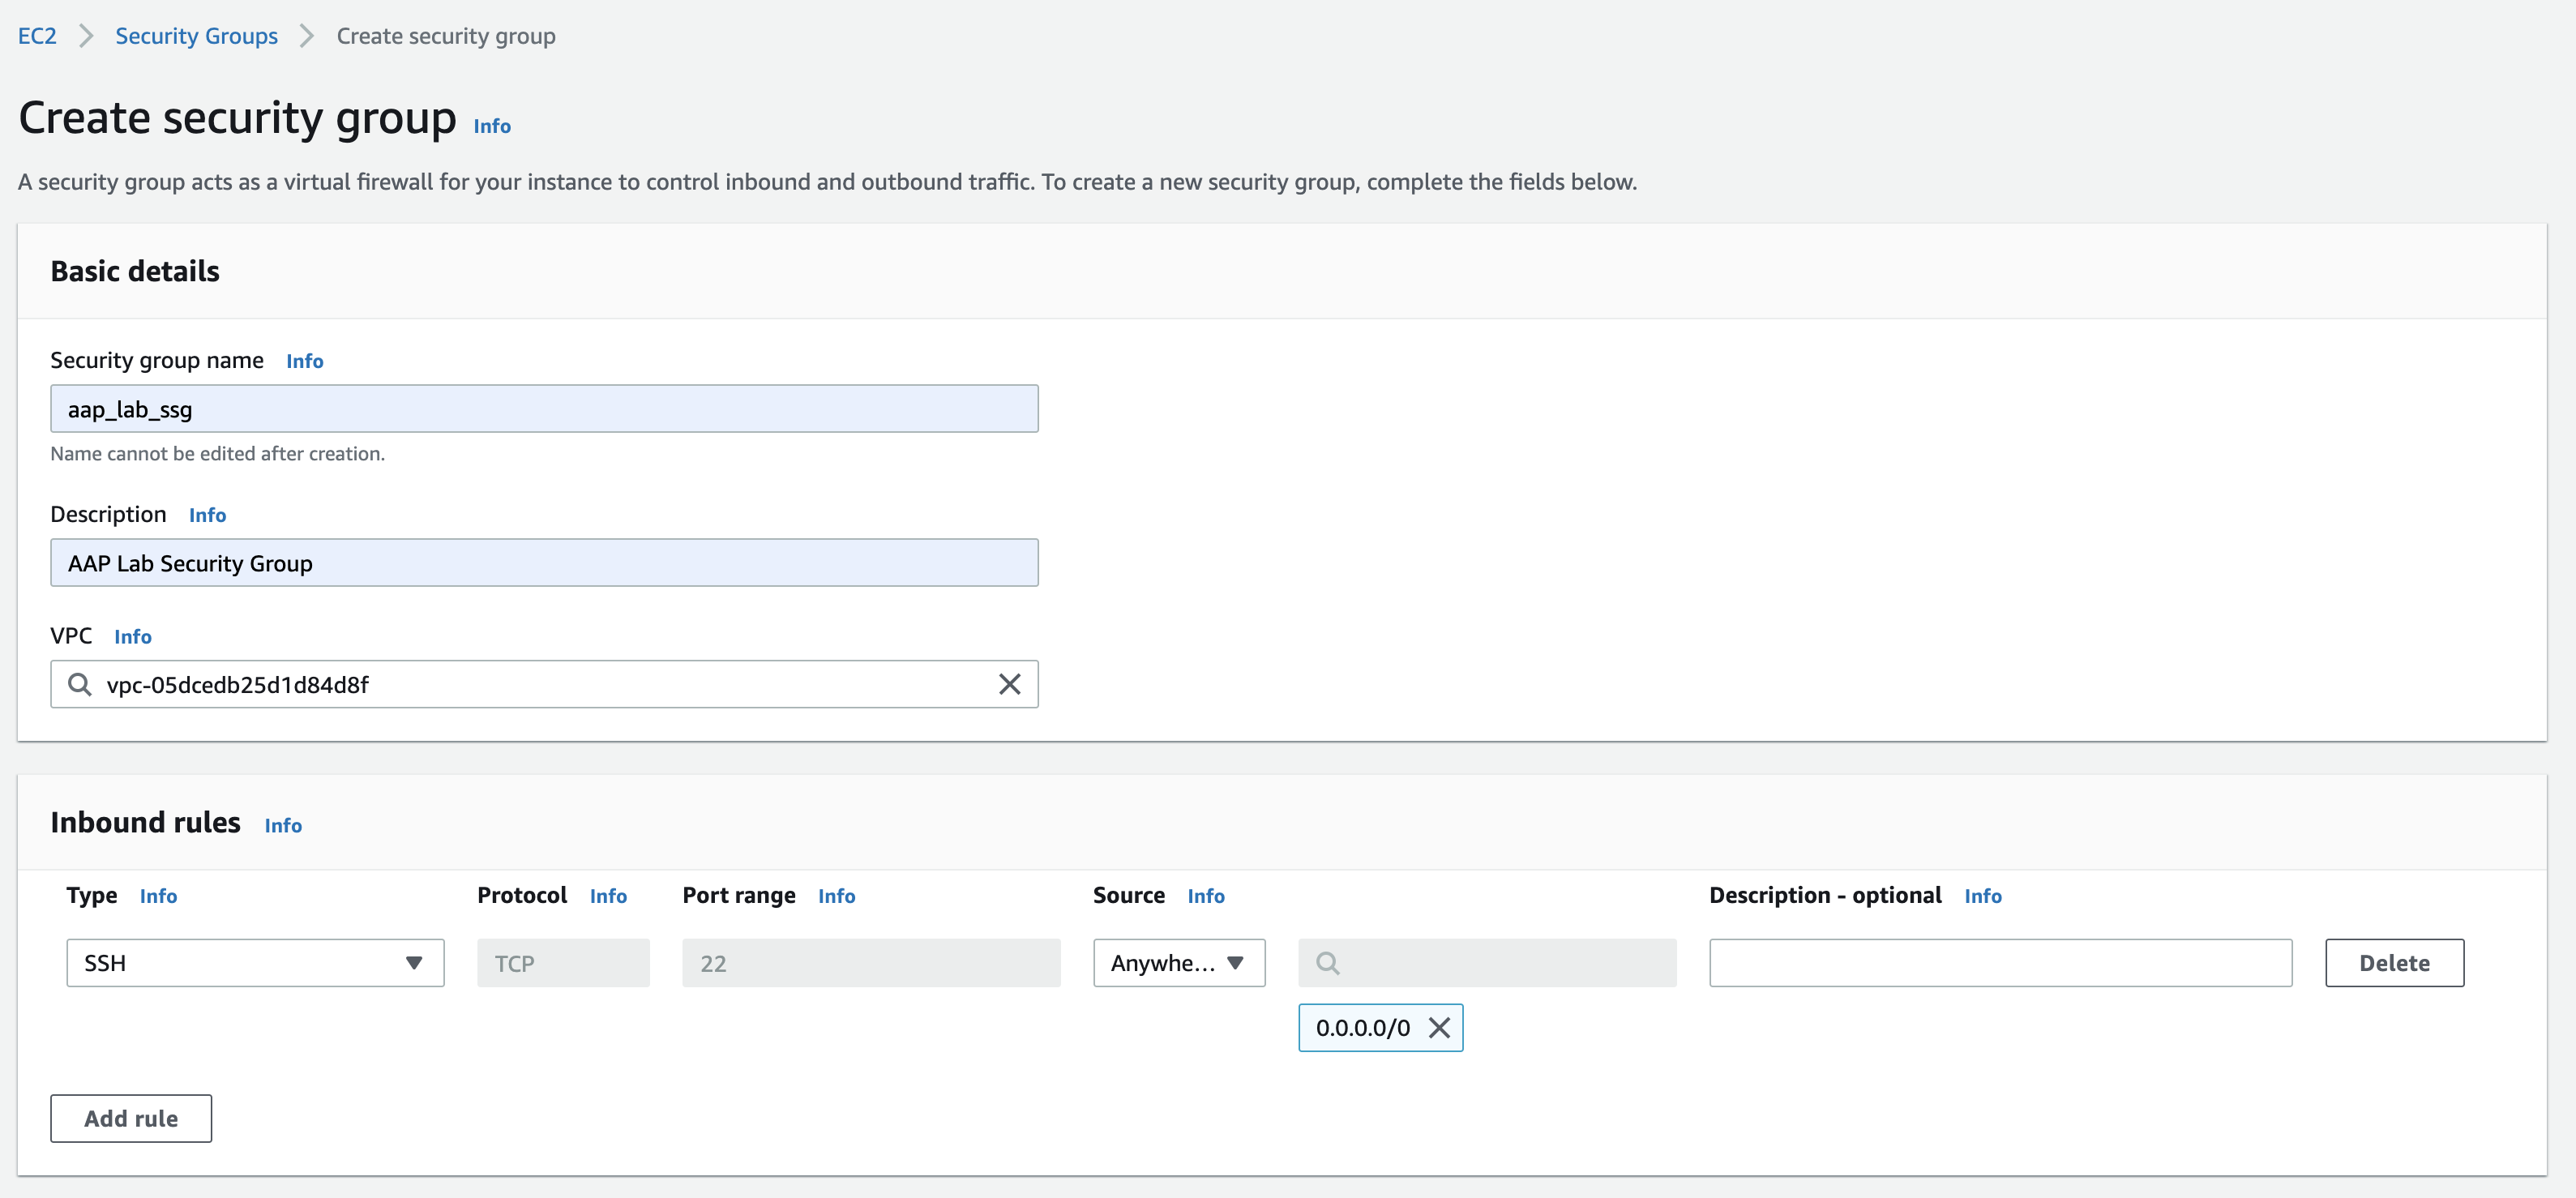 EC2 Security Groups Create security group
Create security group Info
A security group acts as a virtual firewall for your instance to control inbound and outbound traffic. To create a new security group, complete the fields below.
Basic details
Security group name Info
aap_lab_ssg
Name cannot be edited after creation.
Description Info
AAP Lab Security Group
VPC Info
vpc-05dcedb25d1d84d8f
Inbound rules Info
Type Info Protocol Info Port range Info Source Info Description - optional Info
SSH TCP 22 Anywhe... Delete
0.0.0.0/0
Add rule